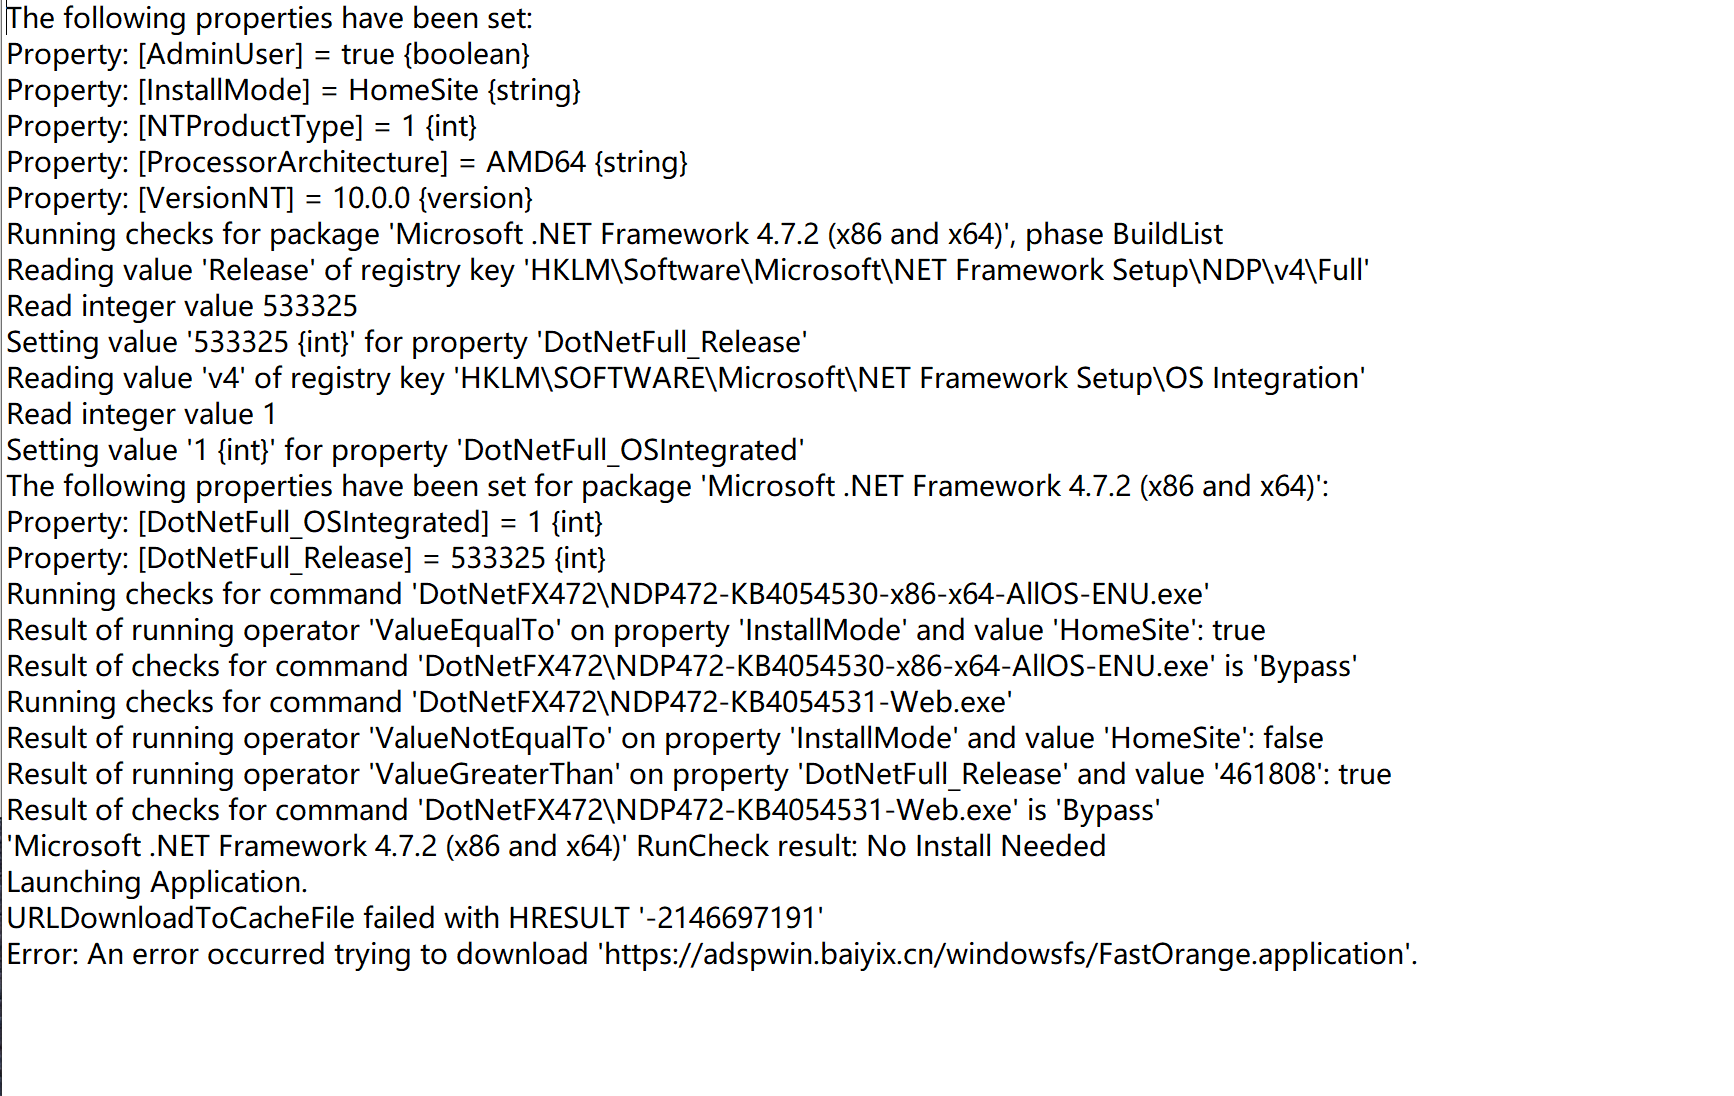 The following properties have been set:
Property: [AdminUser] = true {boolean}
Property: [InstallMode] = HomeSite {string}
Property: [NTProductType] = 1 {int}
Property: [ProcessorArchitecture] = AMD64 {string}
Property: [VersionNT] = 10.0.0 {version}
Running checks for package 'Microsoft .NET Framework 4.7.2 (x86 and x64)', phase BuildList
Reading value 'Release' of registry key 'HKLM\Software\Microsoft\NET Framework Setup\NDP\v4\Full'
Read integer value 533325
Setting value '533325 {int}' for property 'DotNetFull_Release'
Reading value 'v4' of registry key 'HKLM\SOFTWARE\Microsoft\NET Framework Setup\OS Integration'
Read integer value 1
Setting value '1 {int}' for property 'DotNetFull_OSIntegrated'
The following properties have been set for package 'Microsoft .NET Framework 4.7.2 (x86 and x64)':
Property: [DotNetFull_OSIntegrated] = 1 {int}
Property: [DotNetFull_Release] = 533325 {int}
Running checks for command 'DotNetFX472\NDP472-KB4054530-x86-x64-AllOS-ENU.exe'
Result of running operator 'ValueEqualTo' on property 'InstallMode' and value 'HomeSite': true
Result of checks for command 'DotNetFX472\NDP472-KB4054530-x86-x64-AllOS-ENU.exe' is 'Bypass'
Running checks for command 'DotNetFX472\NDP472-KB4054531-Web.exe'
Result of running operator 'ValueNotEqualTo' on property 'InstallMode' and value 'HomeSite': false
Result of running operator 'ValueGreaterThan' on property 'DotNetFull_Release' and value '461808': true
Result of checks for command 'DotNetFX472\NDP472-KB4054531-Web.exe' is 'Bypass'
'Microsoft .NET Framework 4.7.2 (x86 and x64)' RunCheck result: No Install Needed
Launching Application.
URLDownloadToCacheFile failed with HRESULT '-2146697191'
Error: An error occurred trying to download 'https://adspwin.baiyix.cn/windowsfs/FastOrange.application'.